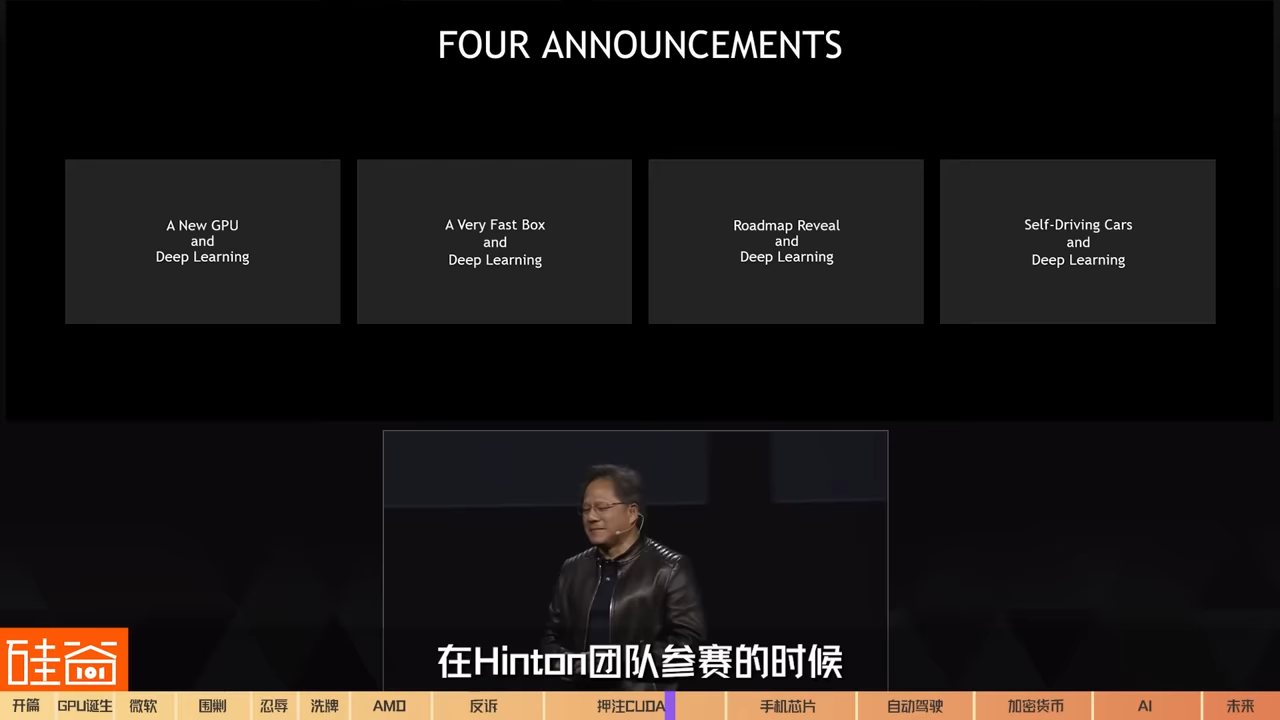 FOUR ANNOUNCEMENTS
A New GPU
and
Deep Learning
A Very Fast Box
and
Deep Learning
Roadmap Reveal
and
Deep Learning
Self-Driving Cars
and
Deep Learning
在Hinton团队参赛的时候
硅谷
101
开篇
GPU诞生
微软
围剿
忍辱
洗牌
AMD
反诉
押注CUDA
手机芯片
自动驾驶
加密货币
AI
未来